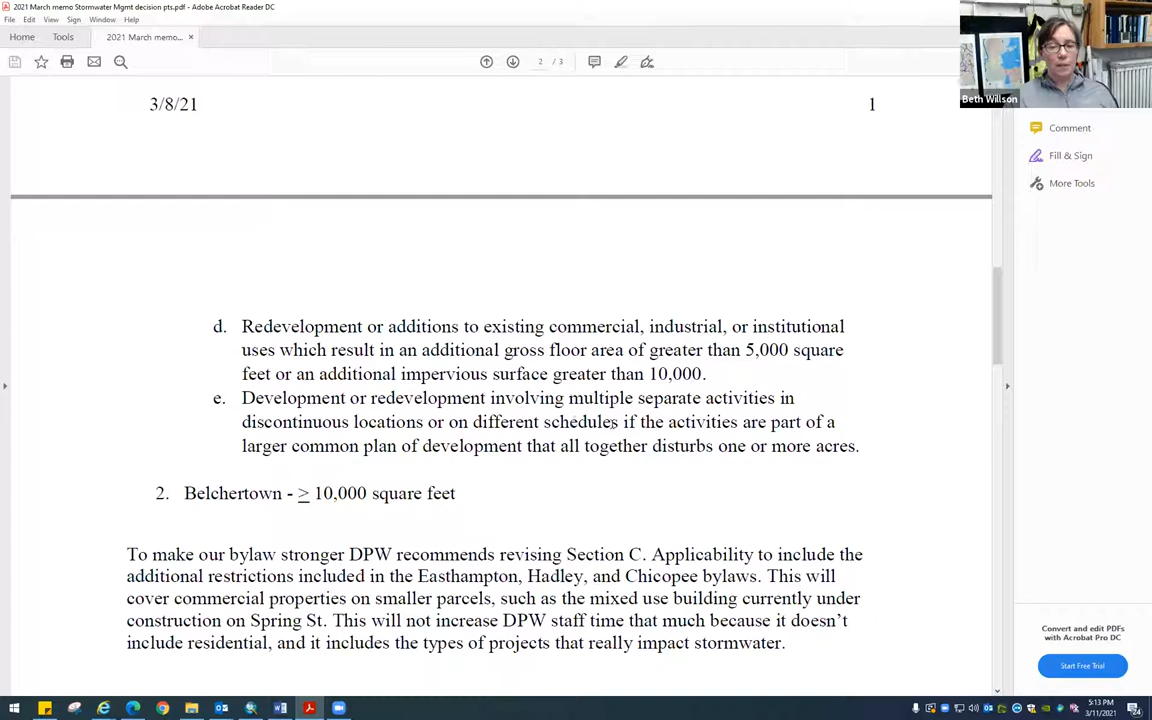 2021 March memo Stormwater Mgmt decision pts.pdf - Adobe Acrobat Reader DC
File Edit View Sign Window Help
Home Tools 2021 March memo... ×
2 / 3
Beth Willson
3/8/21 1
Comment
Fill & Sign
More Tools
d. Redevelopment or additions to existing commercial, industrial, or institutional
uses which result in an additional gross floor area of greater than 5,000 square
feet or an additional impervious surface greater than 10,000.
e. Development or redevelopment involving multiple separate activities in
discontinuous locations or on different schedules if the activities are part of a
larger common plan of development that all together disturbs one or more acres.
2. Belchertown - ≥ 10,000 square feet
To make our bylaw stronger DPW recommends revising Section C. Applicability to include the
additional restrictions included in the Easthampton, Hadley, and Chicopee bylaws. This will
cover commercial properties on smaller parcels, such as the mixed use building currently under
construction on Spring St. This will not increase DPW staff time that much because it doesn't
include residential, and it includes the types of projects that really impact stormwater.
Convert and edit PDFs
with Acrobat Pro DC
Start Free Trial
5:13 PM
3/11/2021
24